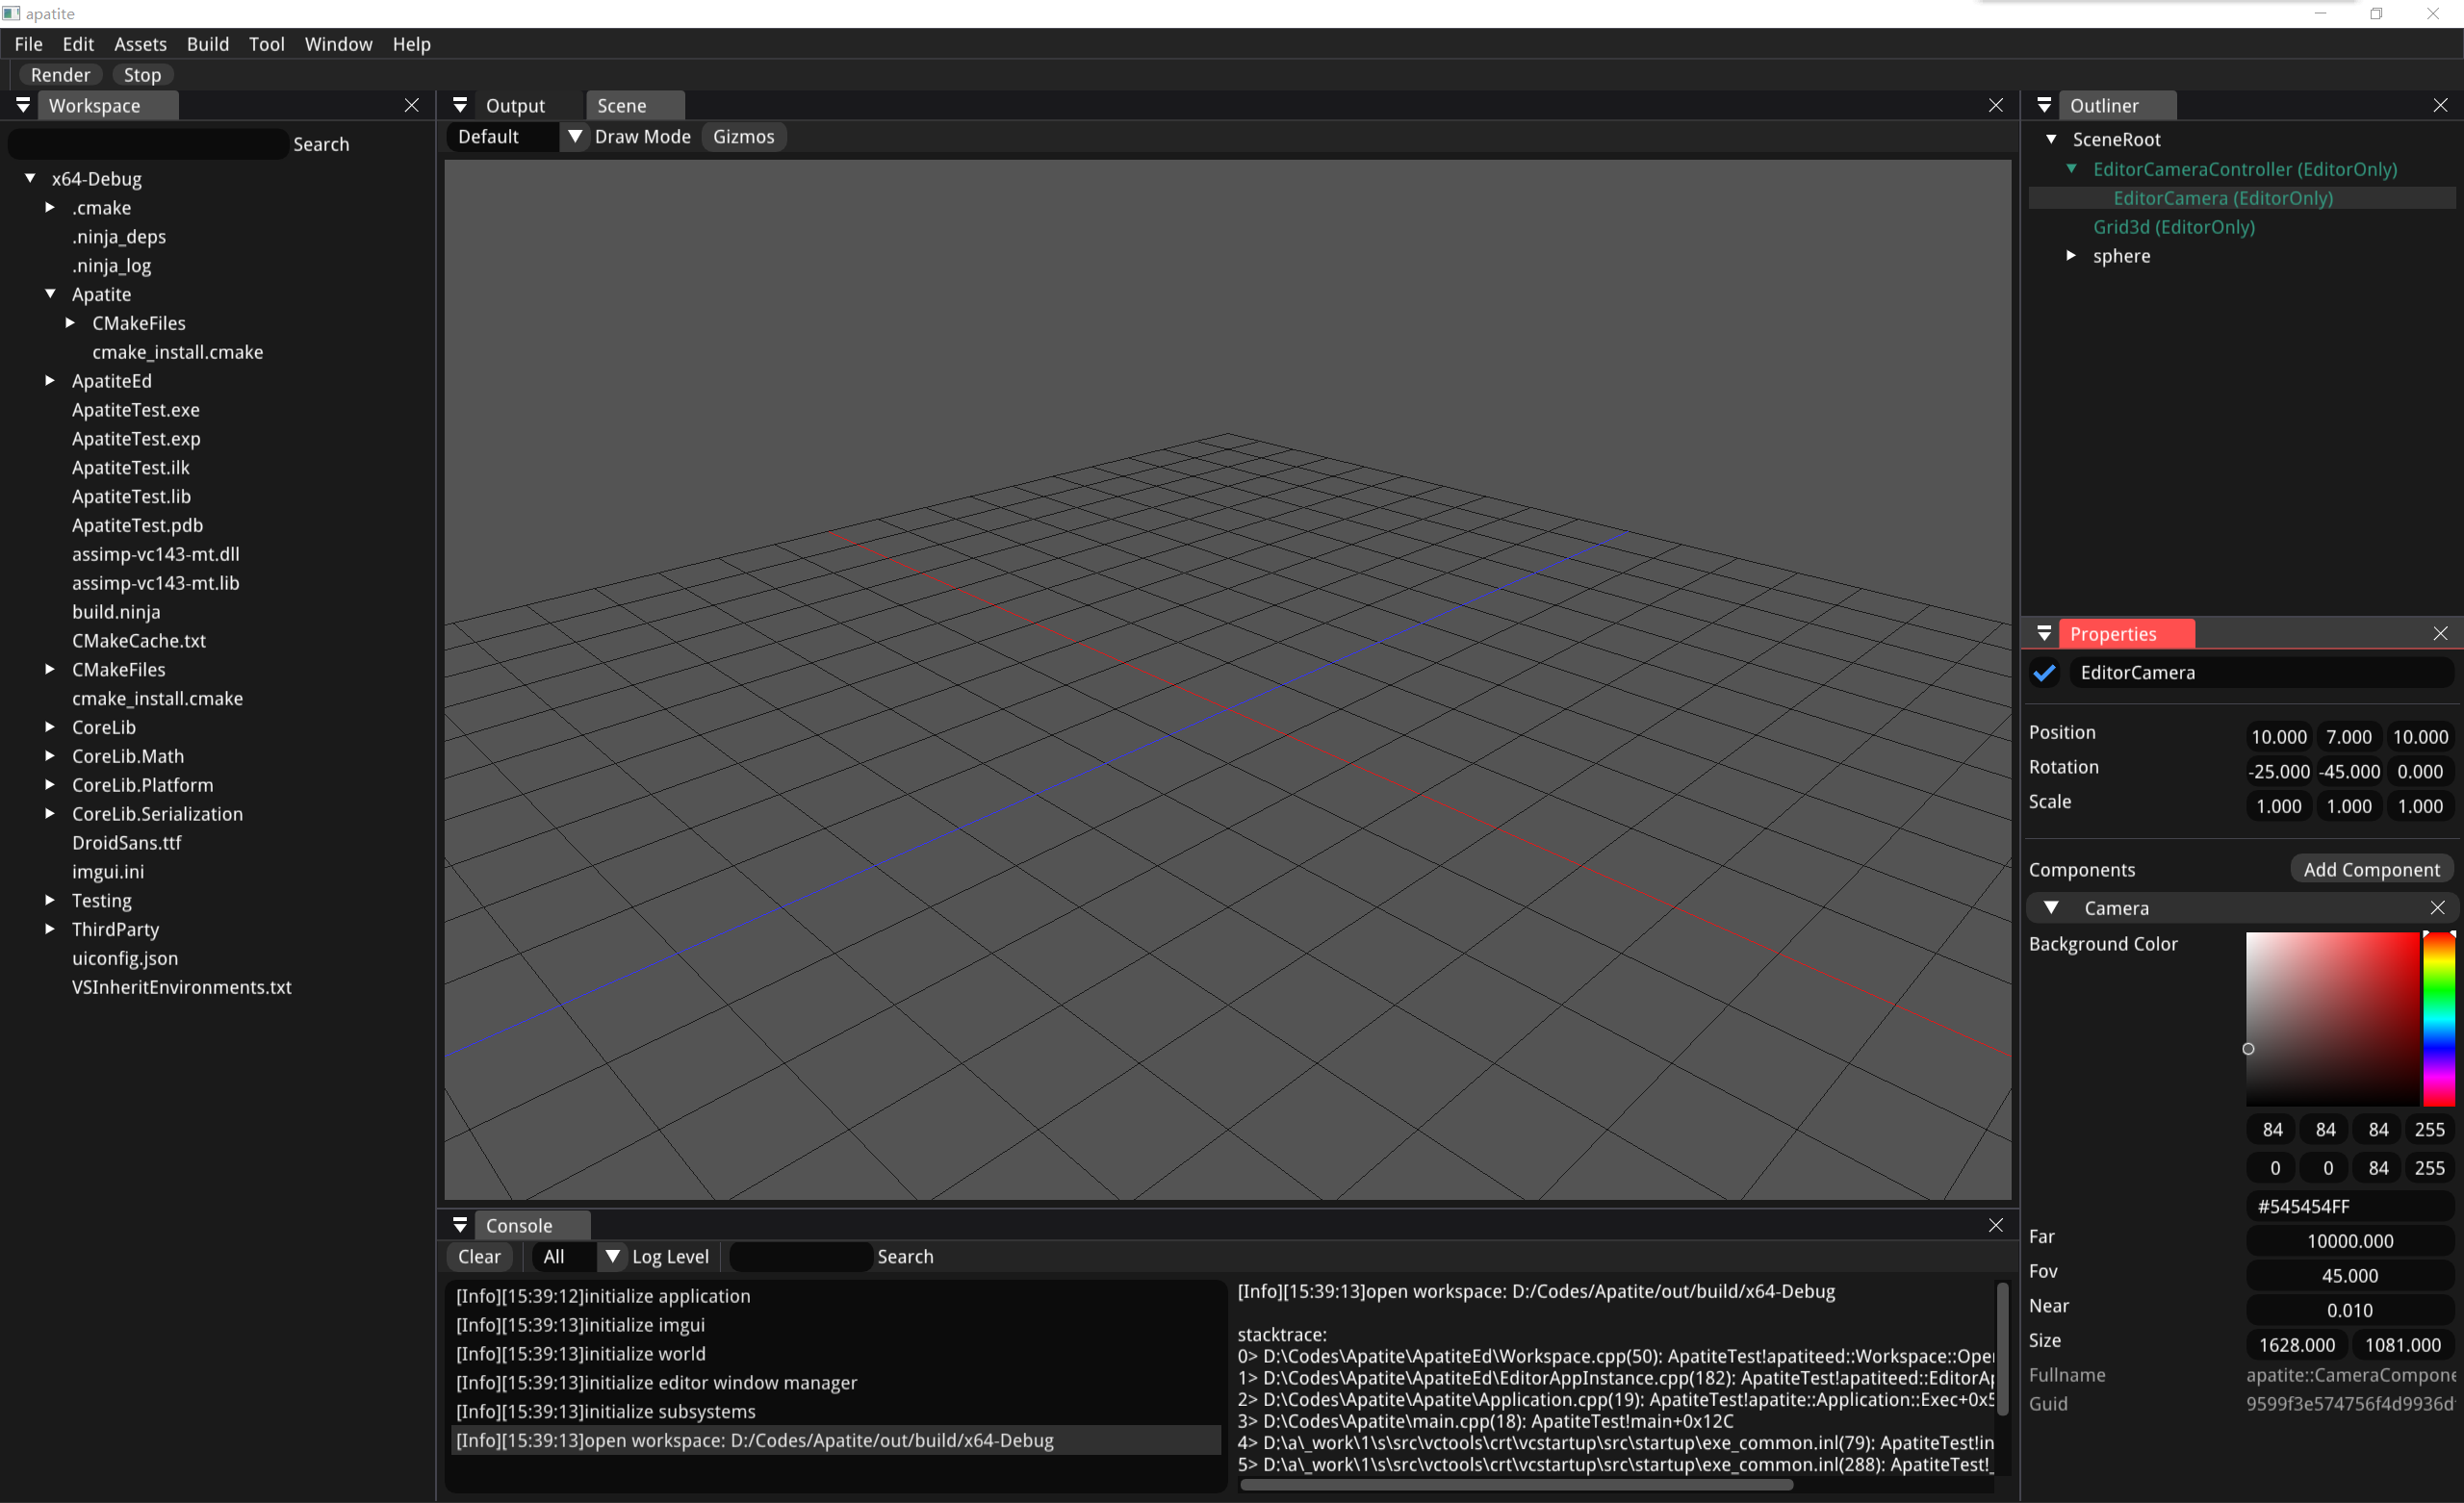 apatite
File Edit Assets Build Tool Window Help
Render Stop
Workspace
Search
x64-Debug
.cmake
.ninja_deps
.ninja_log
Apatite
CMakeFiles
cmake_install.cmake
ApatiteEd
ApatiteTest.exe
ApatiteTest.exp
ApatiteTest.ilk
ApatiteTest.lib
ApatiteTest.pdb
assimp-vc143-mt.dll
assimp-vc143-mt.lib
build.ninja
CMakeCache.txt
CMakeFiles
cmake_install.cmake
CoreLib
CoreLib.Math
CoreLib.Platform
CoreLib.Serialization
DroidSans.ttf
imgui.ini
Testing
ThirdParty
uiconfig.json
VSInheritEnvironments.txt
Output Scene
Default Draw Mode Gizmos
Console
Clear All Log Level Search
[Info][15:39:12]initialize application
[Info][15:39:13]initialize imgui
[Info][15:39:13]initialize world
[Info][15:39:13]initialize editor window manager
[Info][15:39:13]initialize subsystems
[Info][15:39:13]open workspace: D:/Codes/Apatite/out/build/x64-Debug
[Info][15:39:13]open workspace: D:/Codes/Apatite/out/build/x64-Debug
stacktrace:
0> D:\Codes\Apatite\ApatiteEd\Workspace.cpp(50): ApatiteTest!apatiteed::Workspace::Ope
1> D:\Codes\Apatite\ApatiteEd\EditorAppInstance.cpp(182): ApatiteTest!apatiteed::EditorA
2> D:\Codes\Apatite\Apatite\Application.cpp(19): ApatiteTest!apatite::Application::Exec+0x5
3> D:\Codes\Apatite\main.cpp(18): ApatiteTest!main+0x12C
4> D:\a\_work\1\s\src\vctools\crt\vcstartup\src\startup\exe_common.inl(79): ApatiteTest!in
5> D:\a\_work\1\s\src\vctools\crt\vcstartup\src\startup\exe_common.inl(288): ApatiteTest!_
Outliner
SceneRoot
EditorCameraController (EditorOnly)
EditorCamera (EditorOnly)
Grid3d (EditorOnly)
sphere
Properties
EditorCamera
Position 10.000 7.000 10.000
Rotation -25.000 -45.000 0.000
Scale 1.000 1.000 1.000
Components Add Component
Camera
Background Color
84 84 84 255
0 0 84 255
#545454FF
Far 10000.000
Fov 45.000
Near 0.010
Size 1628.000 1081.000
Fullname apatite::CameraCompone
Guid 9599f3e574756f4d9936d